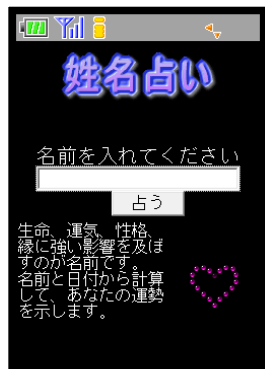 姓名占い
名前を入れてください
占う
生命、運気、性格、
縁に強い影響を及ぼ
すのが名前です。
名前と日付から計算
して、あなたの運勢
を示します。